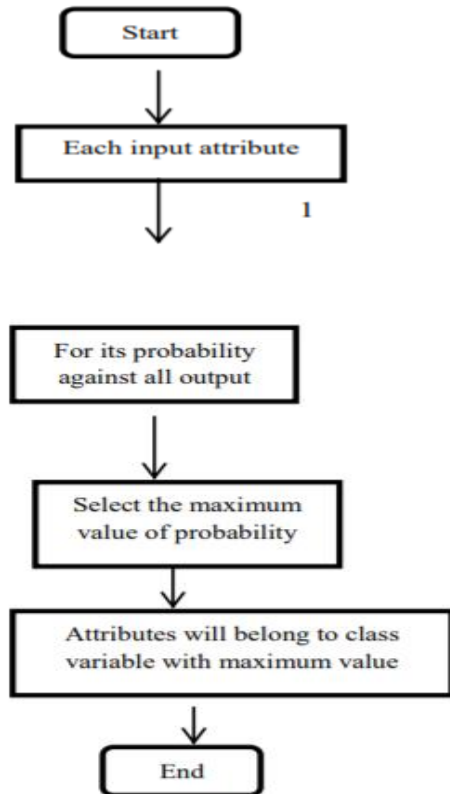 Start
Each input attribute
1
For its probability
against all output
Select the maximum
value of probability
Attributes will belong to class
variable with maximum value
End